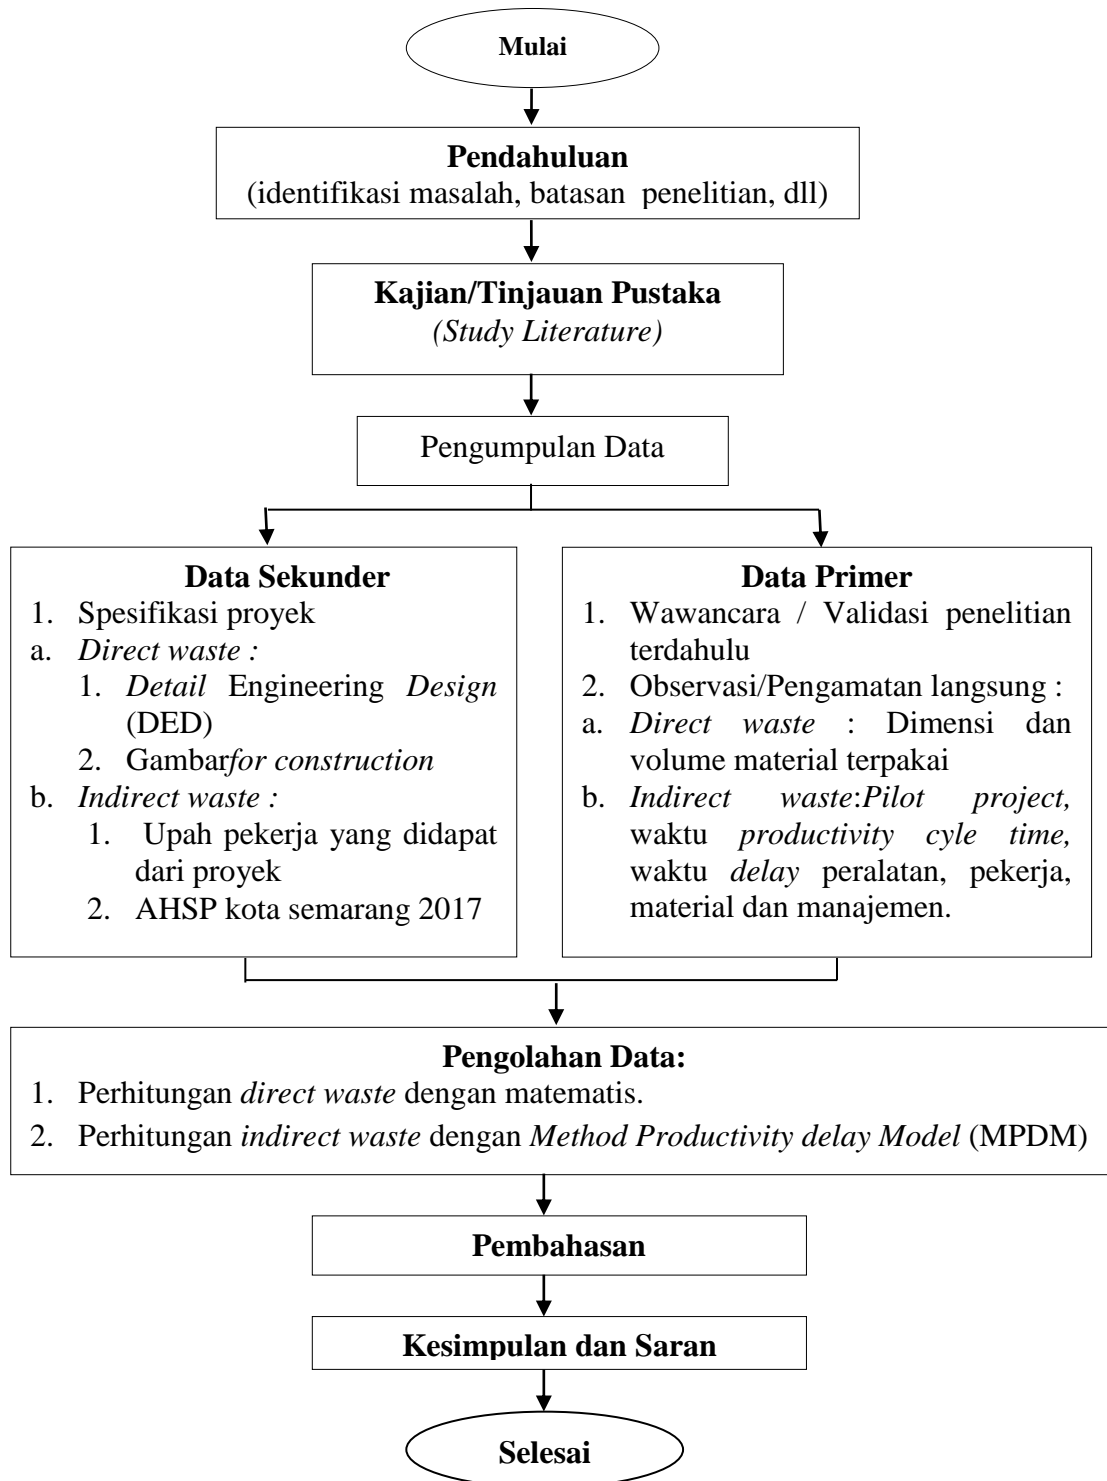 Mulai
Pendahuluan
(identifikasi masalah, batasan penelitian, dll)
Kajian/Tinjauan Pustaka
(Study Literature)
Pengumpulan Data
Data Sekunder
1. Spesifikasi proyek
a. Direct waste :
1. Detail Engineering Design
(DED)
2. Gambarfor construction
b. Indirect waste :
1. Upah pekerja yang didapat
dari proyek
2. AHSP kota semarang 2017
Data Primer
1. Wawancara / Validasi penelitian
terdahulu
2. Observasi/Pengamatan langsung :
a. Direct waste : Dimensi dan
volume material terpakai
b. Indirect waste:Pilot project,
waktu productivity cyle time,
waktu delay peralatan, pekerja,
material dan manajemen.
Pengolahan Data:
1. Perhitungan direct waste dengan matematis.
2. Perhitungan indirect waste dengan Method Productivity delay Model (MPDM)
Pembahasan
Kesimpulan dan Saran
Selesai